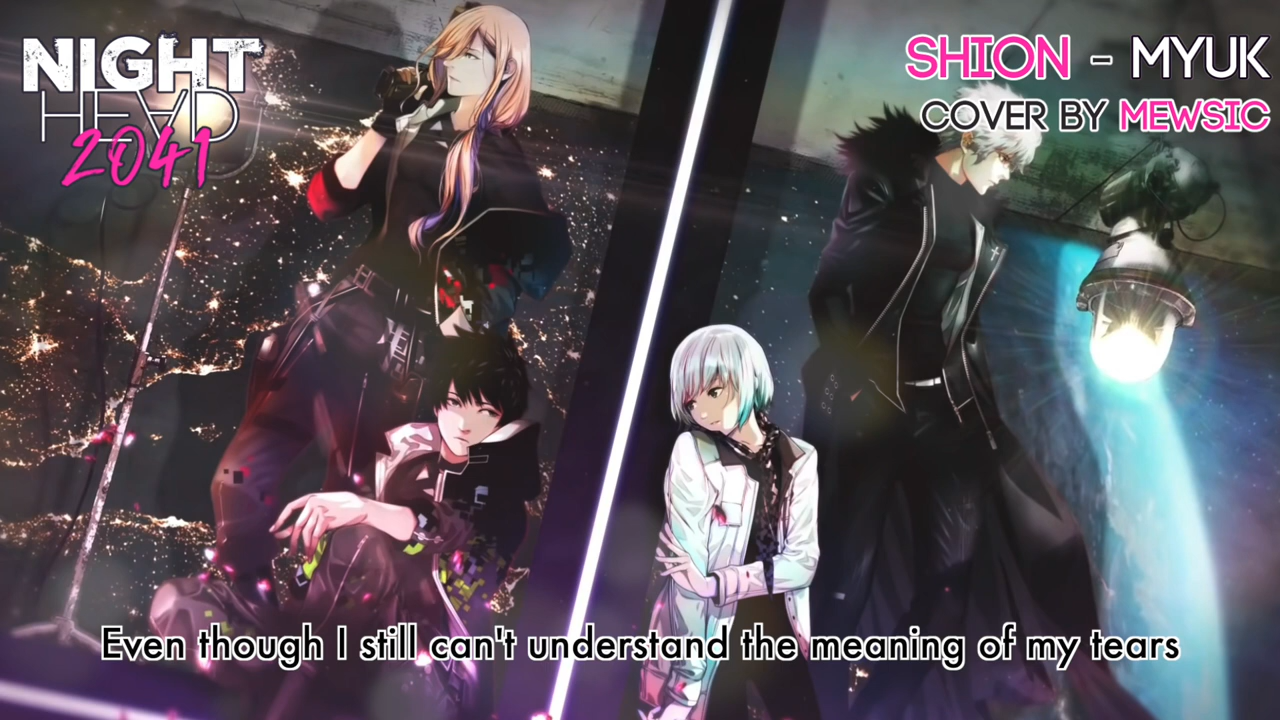 NIGHT
HEAD
2041
SHION - MYUK
COVER BY MEWSIC
Even though I still can't understand the meaning of my tears